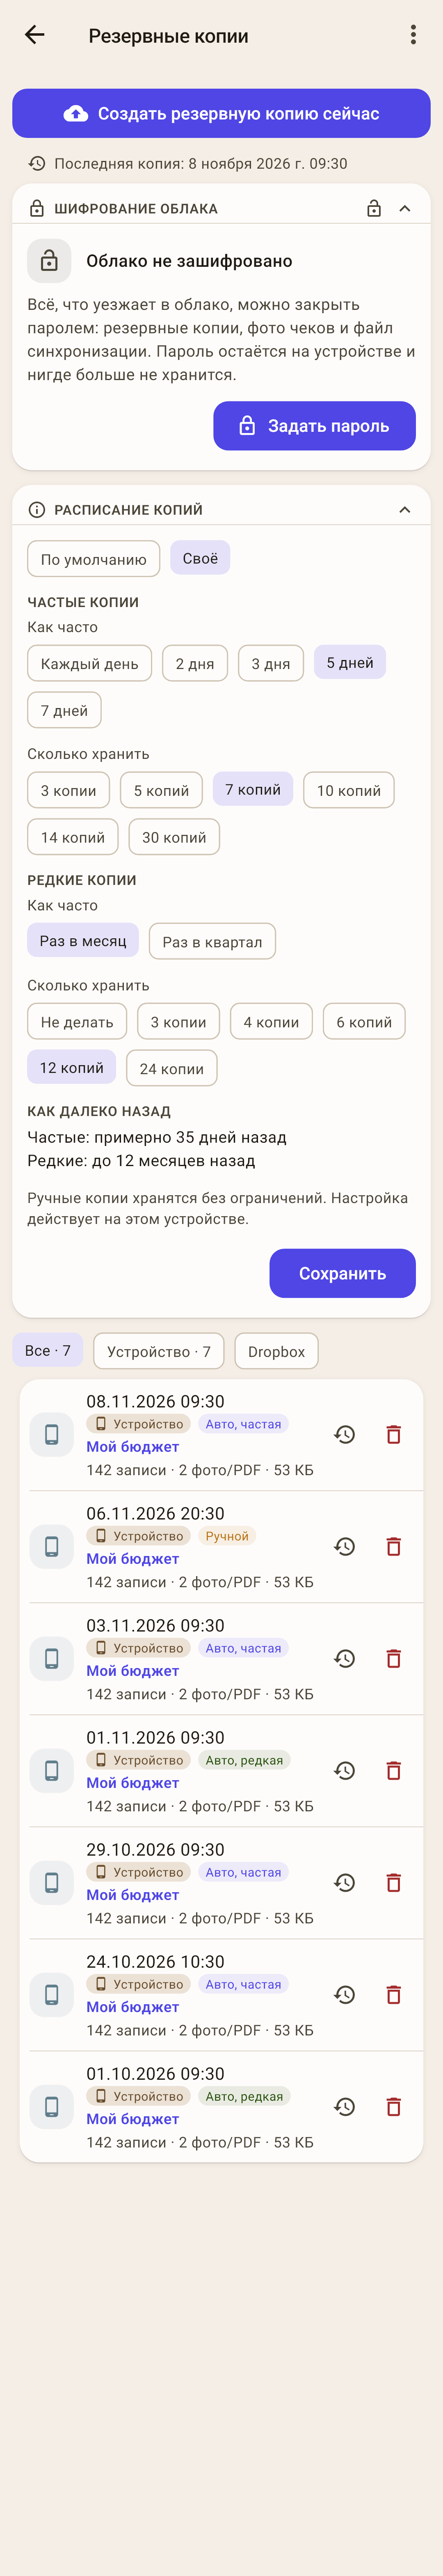 Резервные копии
Создать резервную копию сейчас
Последняя копия: 8 ноября 2026 г. 09:30
ШИФРОВАНИЕ ОБЛАКА
Облако не зашифровано
Всё, что уезжает в облако, можно закрыть
паролем: резервные копии, фото чеков и файл
синхронизации. Пароль остаётся на устройстве и
нигде больше не хранится.
Задать пароль
РАСПИСАНИЕ КОПИЙ
По умолчанию Своё
ЧАСТЫЕ КОПИИ
Как часто
Каждый день 2 дня 3 дня 5 дней
7 дней
Сколько хранить
3 копии 5 копий 7 копий 10 копий
14 копий 30 копий
РЕДКИЕ КОПИИ
Как часто
Раз в месяц Раз в квартал
Сколько хранить
Не делать 3 копии 4 копии 6 копий
12 копий 24 копии
КАК ДАЛЕКО НАЗАД
Частые: примерно 35 дней назад
Редкие: до 12 месяцев назад
Ручные копии хранятся без ограничений. Настройка
действует на этом устройстве.
Сохранить
Все · 7 Устройство · 7 Dropbox
08.11.2026 09:30
Устройство Авто, частая
Мой бюджет
142 записи · 2 фото/PDF · 53 КБ
06.11.2026 20:30
Устройство Ручной
Мой бюджет
142 записи · 2 фото/PDF · 53 КБ
03.11.2026 09:30
Устройство Авто, частая
Мой бюджет
142 записи · 2 фото/PDF · 53 КБ
01.11.2026 09:30
Устройство Авто, редкая
Мой бюджет
142 записи · 2 фото/PDF · 53 КБ
29.10.2026 09:30
Устройство Авто, частая
Мой бюджет
142 записи · 2 фото/PDF · 53 КБ
24.10.2026 10:30
Устройство Авто, частая
Мой бюджет
142 записи · 2 фото/PDF · 53 КБ
01.10.2026 09:30
Устройство Авто, редкая
Мой бюджет
142 записи · 2 фото/PDF · 53 КБ